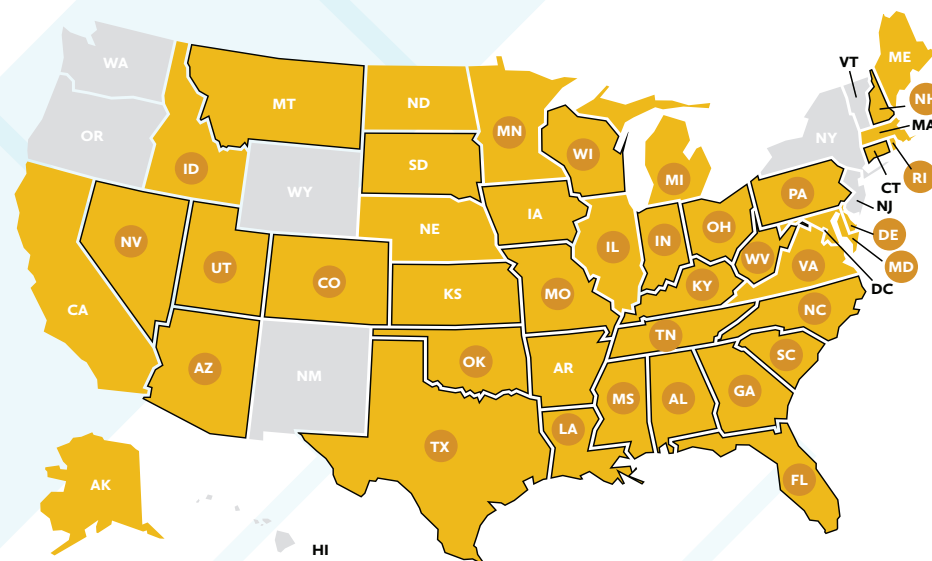 WA
MT
ND
MN
VT
ME
NH
MA
OR
ID
SD
WI
NY
MI
RI
WY
IA
PA
CT
NJ
NV
UT
NE
IL
IN
OH
DE
CO
WV
VA
MD
CA
KS
MO
KY
DC
NC
TN
AZ
NM
OK
AR
SC
MS
AL
GA
LA
TX
FL
AK
HI